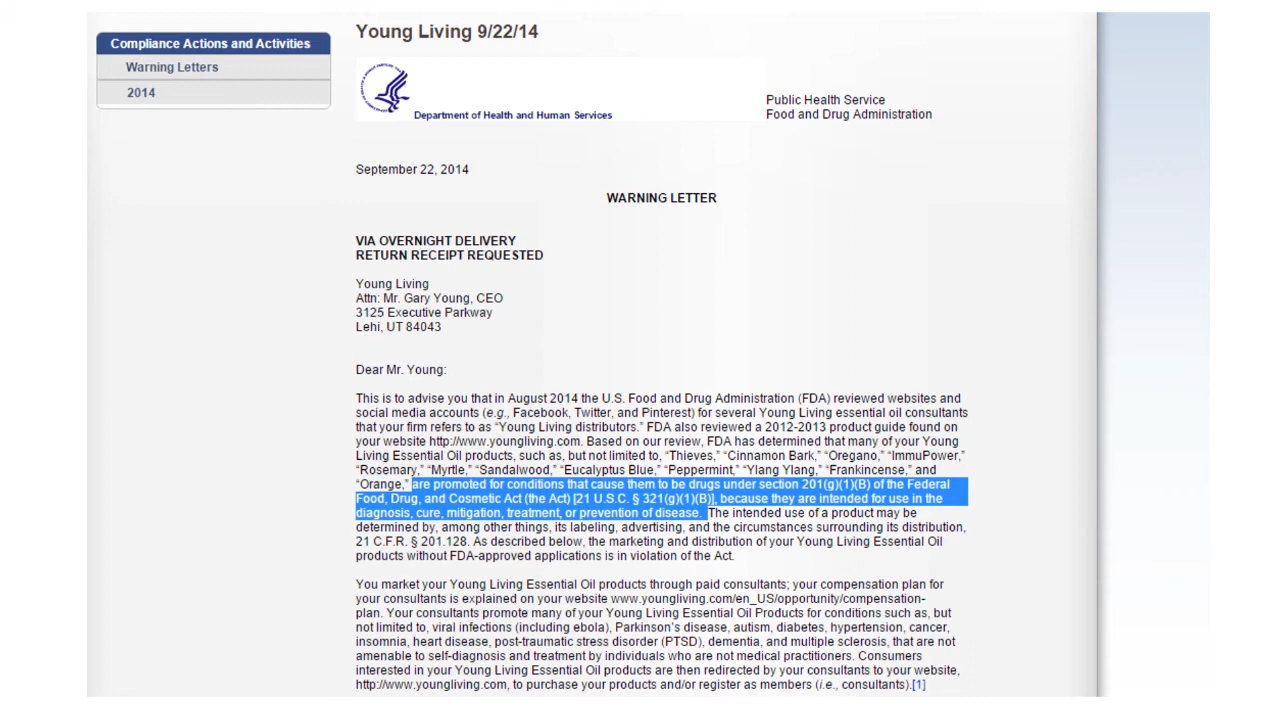 Compliance Actions and Activities
Warning Letters
2014
Young Living 9/22/14
Department of Health and Human Services
Public Health Service
Food and Drug Administration
September 22, 2014
WARNING LETTER
VIA OVERNIGHT DELIVERY
RETURN RECEIPT REQUESTED
Young Living
Attn: Mr. Gary Young, CEO
3125 Executive Parkway
Lehi, UT 84043
Dear Mr. Young:
This is to advise you that in August 2014 the U.S. Food and Drug Administration (FDA) reviewed websites and
social media accounts (e.g., Facebook, Twitter, and Pinterest) for several Young Living essential oil consultants
that your firm refers to as “Young Living distributors.” FDA also reviewed a 2012-2013 product guide found on
your website http://www.youngliving.com. Based on our review, FDA has determined that many of your Young
Living Essential Oil products, such as, but not limited to, “Thieves,” “Cinnamon Bark,” “Oregano,” “ImmuPower,”
“Rosemary,” “Myrtle,” “Sandalwood,” “Eucalyptus Blue,” “Peppermint,” “Ylang Ylang,” “Frankincense,” and
“Orange,” are promoted for conditions that cause them to be drugs under section 201(g)(1)(B) of the Federal
Food, Drug, and Cosmetic Act (the Act) [21 U.S.C. § 321(g)(1)(B)], because they are intended for use in the
diagnosis, cure, mitigation, treatment, or prevention of disease. The intended use of a product may be
determined by, among other things, its labeling, advertising, and the circumstances surrounding its distribution,
21 C.F.R. § 201.128. As described below, the marketing and distribution of your Young Living Essential Oil
products without FDA-approved applications is in violation of the Act.
You market your Young Living Essential Oil products through paid consultants; your compensation plan for
your consultants is explained on your website www.youngliving.com/en_US/opportunity/compensation-
plan. Your consultants promote many of your Young Living Essential Oil Products for conditions such as, but
not limited to, viral infections (including ebola), Parkinson’s disease, autism, diabetes, hypertension, cancer,
insomnia, heart disease, post-traumatic stress disorder (PTSD), dementia, and multiple sclerosis, that are not
amenable to self-diagnosis and treatment by individuals who are not medical practitioners. Consumers
interested in your Young Living Essential Oil products are then redirected by your consultants to your website,
http://www.youngliving.com, to purchase your products and/or register as members (i.e., consultants).[1]